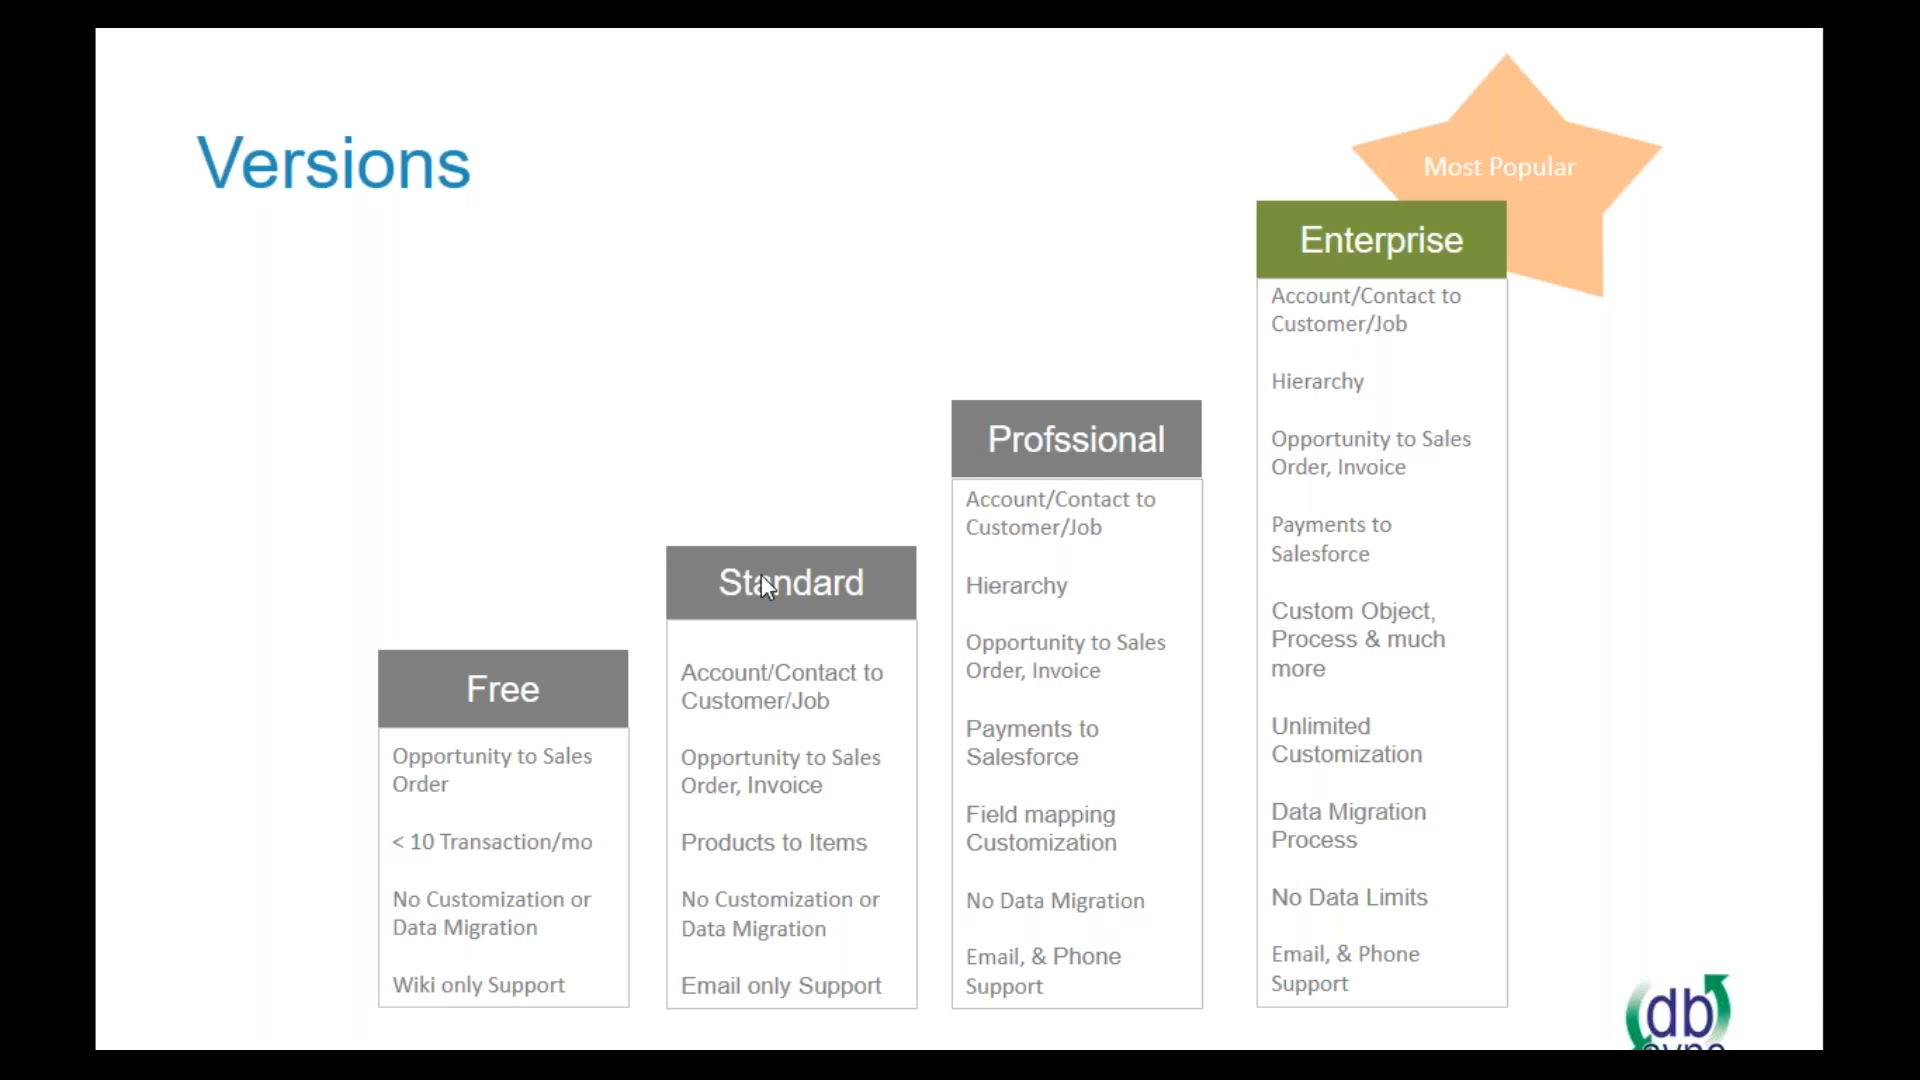 Versions
Most Popular
Free
Opportunity to Sales
Order
< 10 Transaction/mo
No Customization or
Data Migration
Wiki only Support
Standard
Account/Contact to
Customer/Job
Opportunity to Sales
Order, Invoice
Products to Items
No Customization or
Data Migration
Email only Support
Profssional
Account/Contact to
Customer/Job
Hierarchy
Opportunity to Sales
Order, Invoice
Payments to
Salesforce
Field mapping
Customization
No Data Migration
Email, & Phone
Support
Enterprise
Account/Contact to
Customer/Job
Hierarchy
Opportunity to Sales
Order, Invoice
Payments to
Salesforce
Custom Object,
Process & much
more
Unlimited
Customization
Data Migration
Process
No Data Limits
Email, & Phone
Support
db